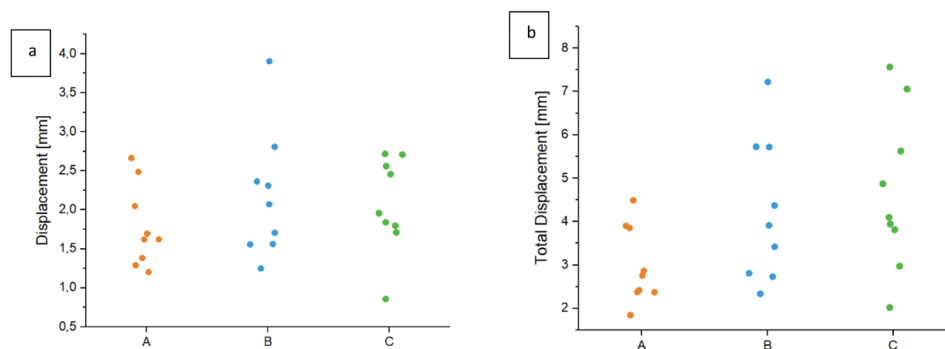 a
Displacement [mm]
4,0
3,5
3,0
2,5
2,0
1,5
1,0
0,5
A B C
b
Total Displacement [mm]
8
7
6
5
4
3
2
A B C